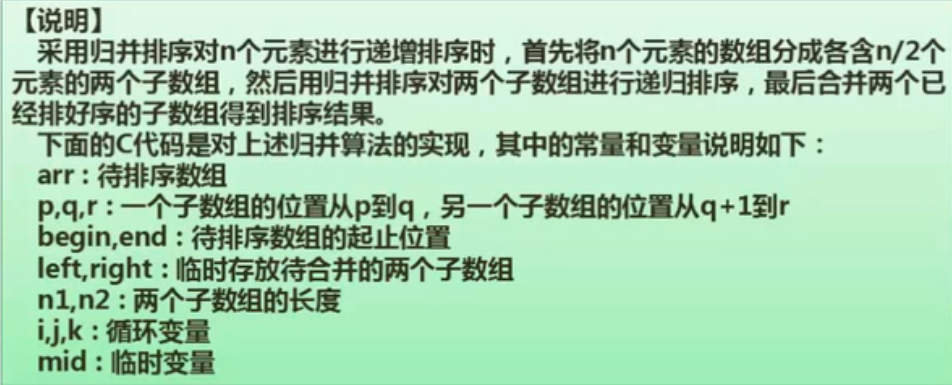 【说明】
采用归并排序对n个元素进行递增排序时，首先将n个元素的数组分成各含n/2个
元素的两个子数组，然后用归并排序对两个子数组进行递归排序，最后合并两个已
经排好序的子数组得到排序结果。
下面的C代码是对上述归并算法的实现，其中的常量和变量说明如下：
arr：待排序数组
p,q,r：一个子数组的位置从p到q，另一个子数组的位置从q+1到r
begin,end：待排序数组的起止位置
left,right：临时存放待合并的两个子数组
n1,n2：两个子数组的长度
i,j,k：循环变量
mid：临时变量